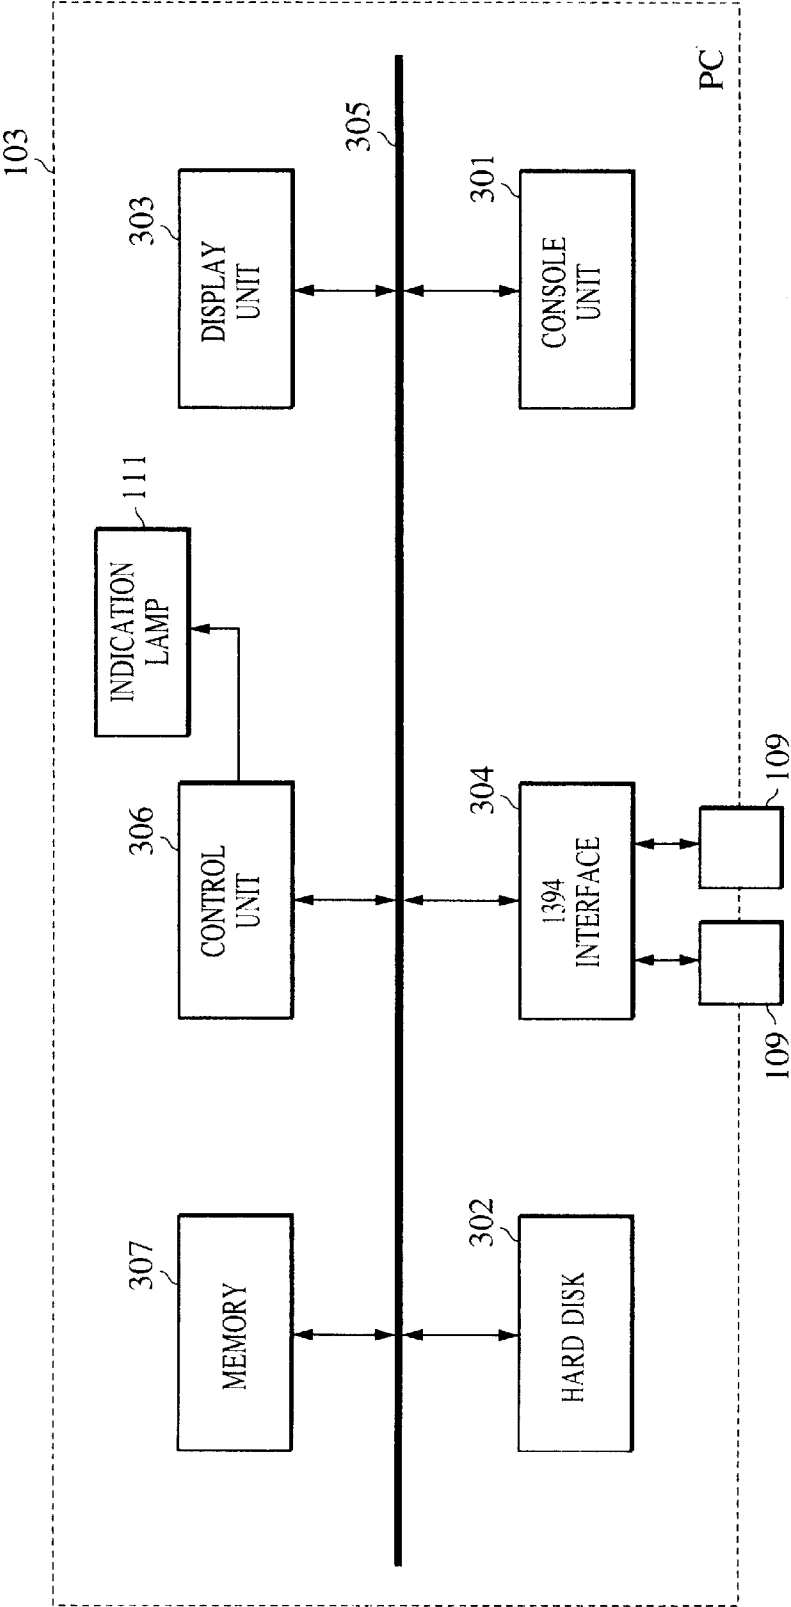 103
INDICATION
LAMP
111
307
MEMORY
306
CONTROL
UNIT
303
DISPLAY
UNIT
305
302
HARD DISK
304
1394
INTERFACE
301
CONSOLE
UNIT
PC
109
109